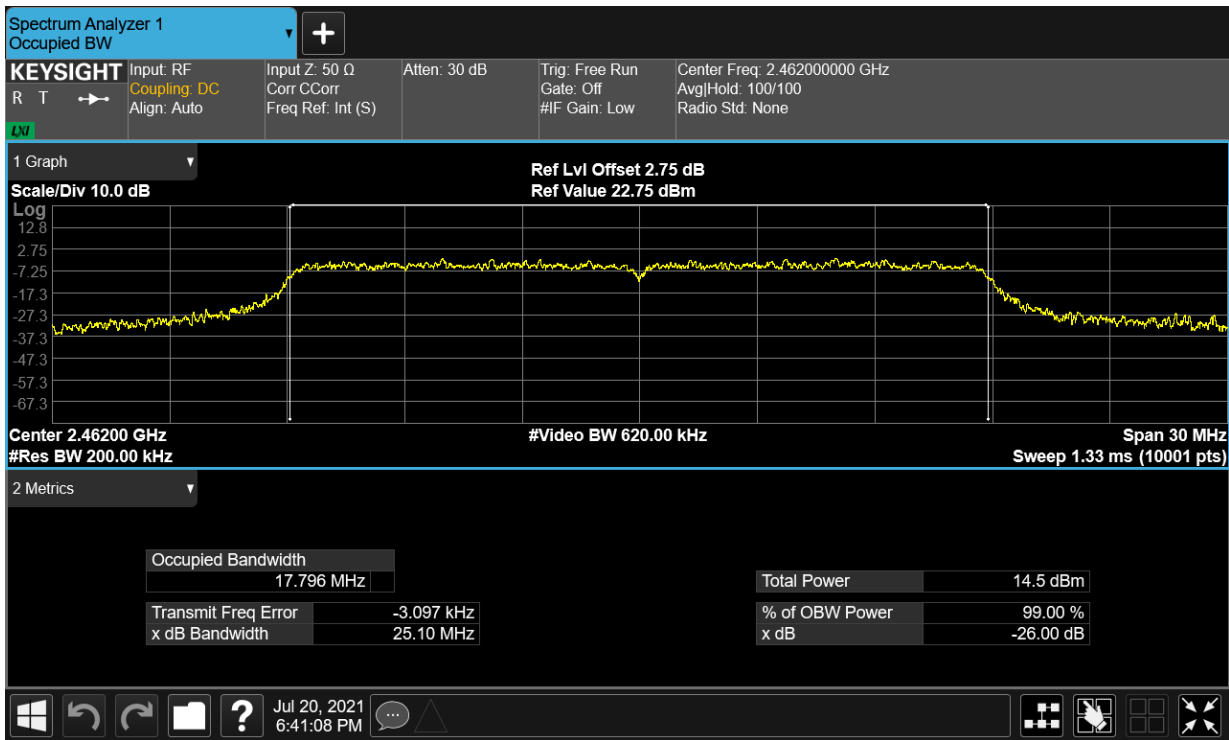 Spectrum Analyzer 1
Occupied BW
+
KEYSIGHT
R T
LXI
Input: RF
Coupling: DC
Align: Auto
Input Z: 50 Ω
Corr CCorr
Freq Ref: Int (S)
Atten: 30 dB
Trig: Free Run
Gate: Off
#IF Gain: Low
Center Freq: 2.462000000 GHz
Avg|Hold: 100/100
Radio Std: None
1 Graph
Scale/Div 10.0 dB
Ref Lvl Offset 2.75 dB
Ref Value 22.75 dBm
Log
12.8
2.75
-7.25
-17.3
-27.3
-37.3
-47.3
-57.3
-67.3
Center 2.46200 GHz
#Res BW 200.00 kHz
#Video BW 620.00 kHz
Span 30 MHz
Sweep 1.33 ms (10001 pts)
2 Metrics
Occupied Bandwidth
17.796 MHz
Transmit Freq Error -3.097 kHz
x dB Bandwidth 25.10 MHz
Total Power 14.5 dBm
% of OBW Power 99.00 %
x dB -26.00 dB
?
Jul 20, 2021
6:41:08 PM